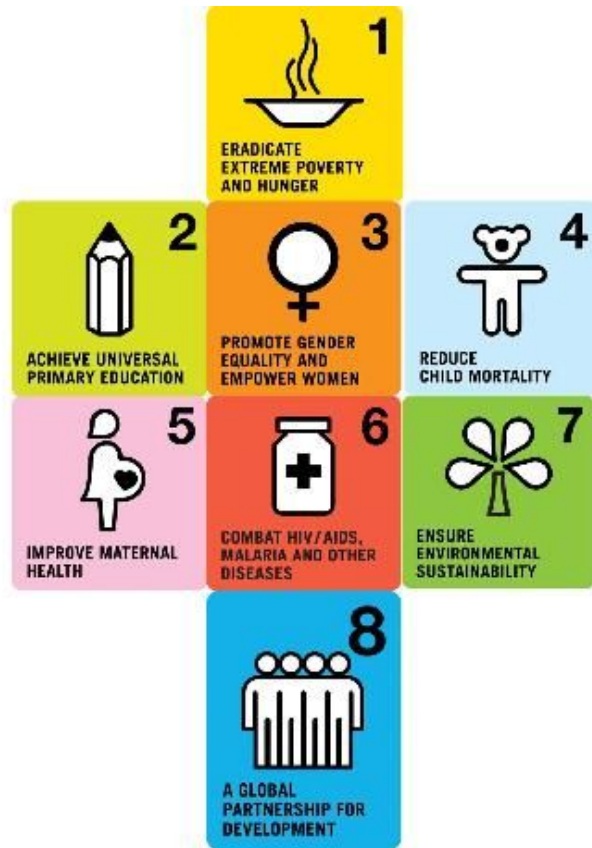 1
ERADICATE
EXTREME POVERTY
AND HUNGER
2
ACHIEVE UNIVERSAL
PRIMARY EDUCATION
3
PROMOTE GENDER
EQUALITY AND
EMPOWER WOMEN
4
REDUCE
CHILD MORTALITY
5
IMPROVE MATERNAL
HEALTH
6
COMBAT HIV/AIDS,
MALARIA AND OTHER
DISEASES
7
ENSURE
ENVIRONMENTAL
SUSTAINABILITY
8
A GLOBAL
PARTNERSHIP FOR
DEVELOPMENT